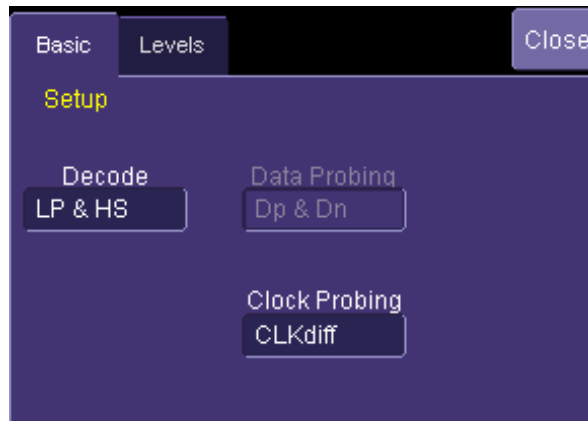 Basic Levels Close
Setup
Decode Data Probing
LP & HS Dp & Dn
Clock Probing
CLKdiff